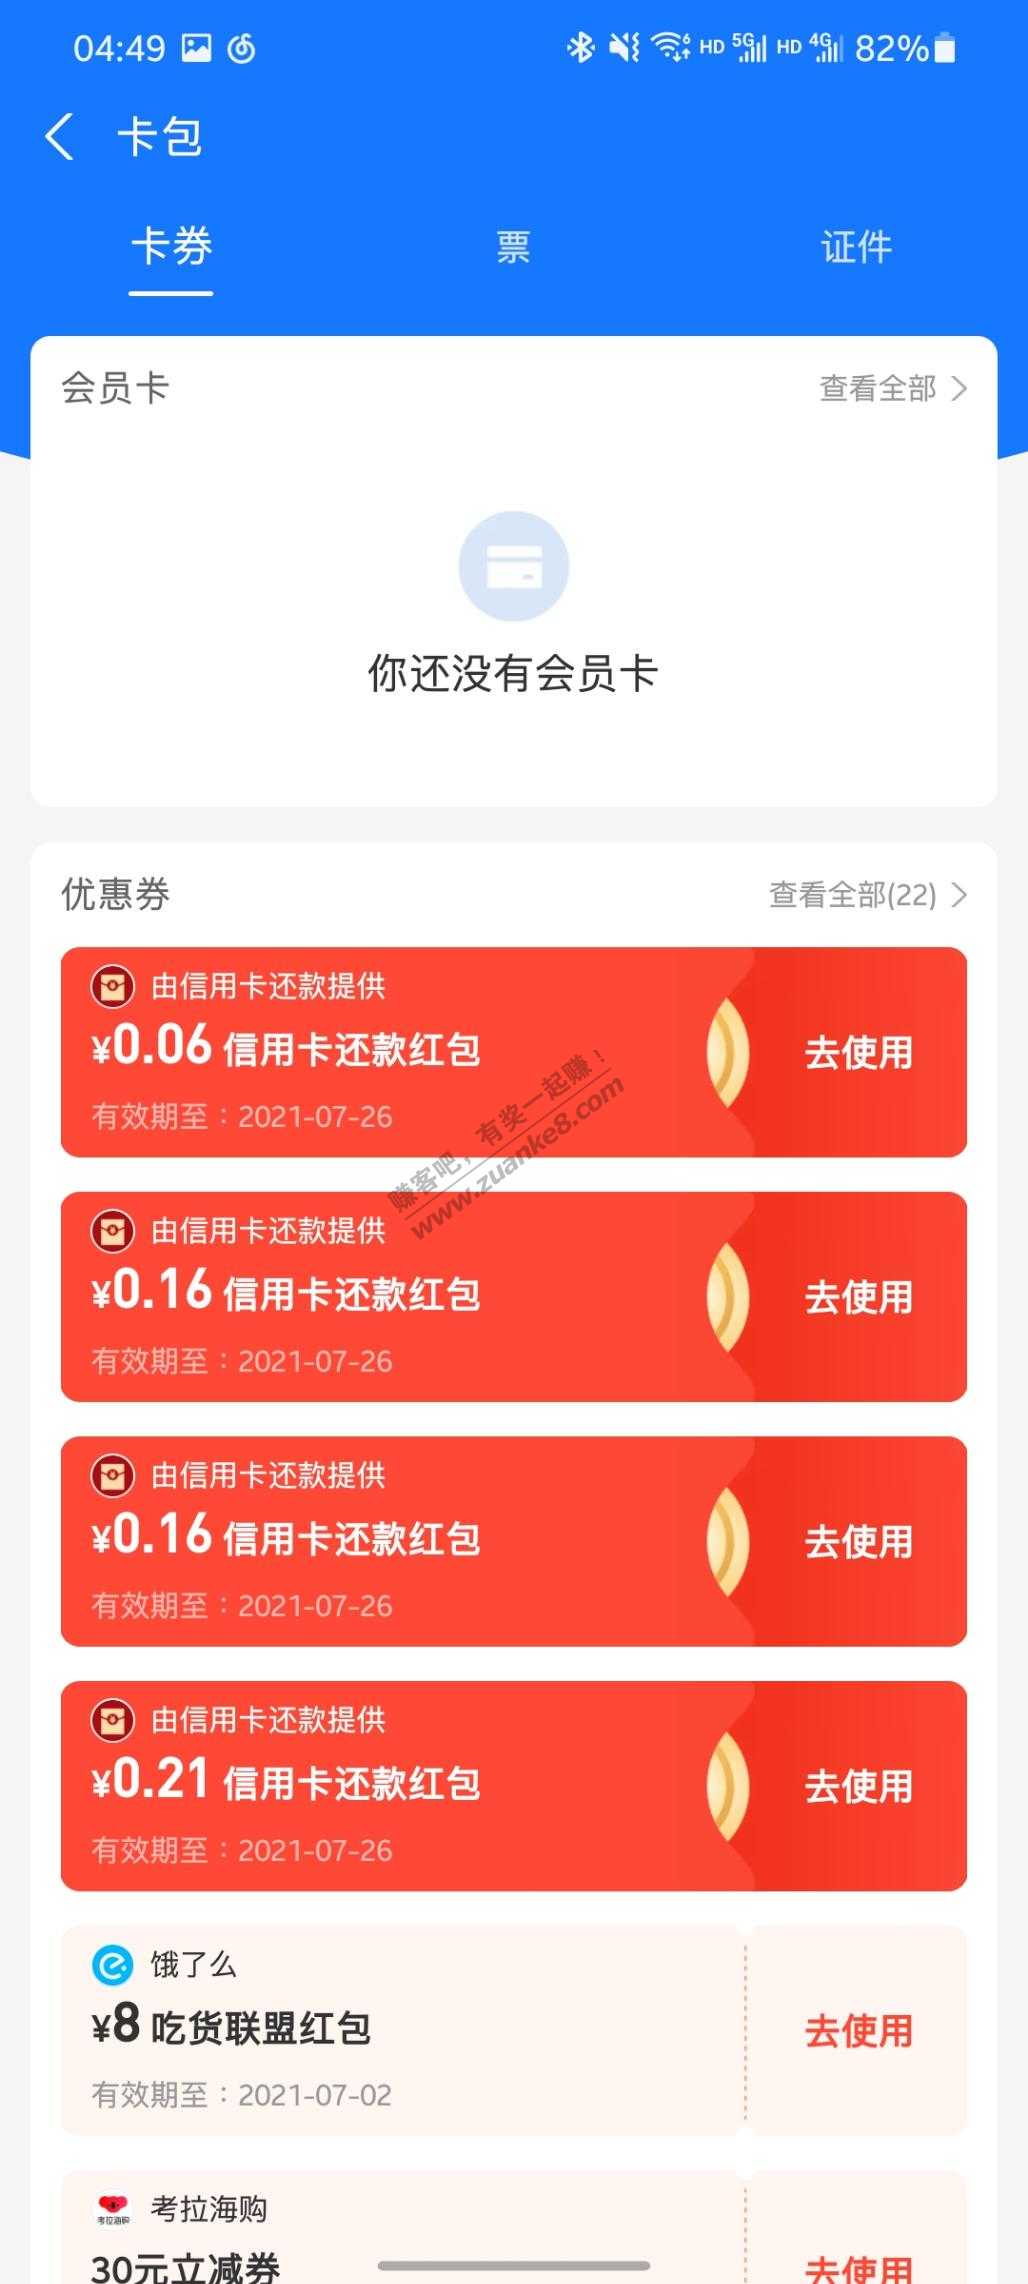 04:49 HD 5G HD 4G 82%
卡包
卡券 票 证件
会员卡 查看全部
你还没有会员卡
优惠券 查看全部(22)
由信用卡还款提供
¥0.06 信用卡还款红包 去使用
有效期至：2021-07-26
赚客吧，有奖一起赚！
www.zuanke8.com
由信用卡还款提供
¥0.16 信用卡还款红包 去使用
有效期至：2021-07-26
由信用卡还款提供
¥0.16 信用卡还款红包 去使用
有效期至：2021-07-26
由信用卡还款提供
¥0.21 信用卡还款红包 去使用
有效期至：2021-07-26
饿了么
¥8 吃货联盟红包 去使用
有效期至：2021-07-02
考拉海购 考拉海购
30元立减券 去使用